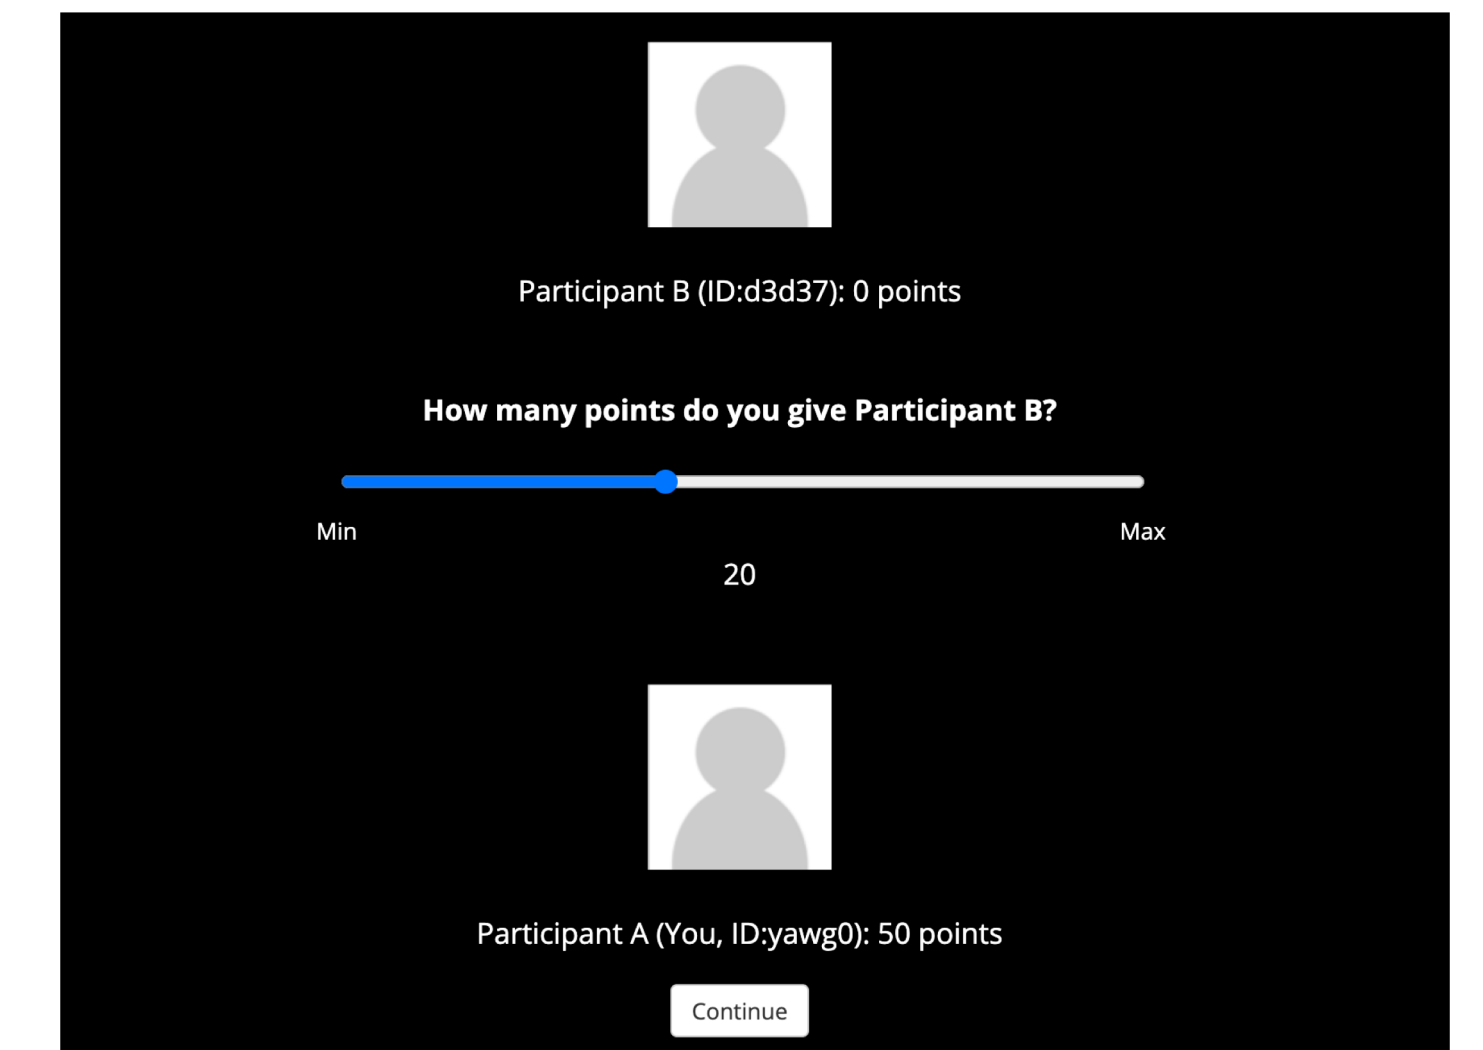 Participant B (ID:d3d37): 0 points
How many points do you give Participant B?
Min Max
20
Participant A (You, ID:yawg0): 50 points
Continue